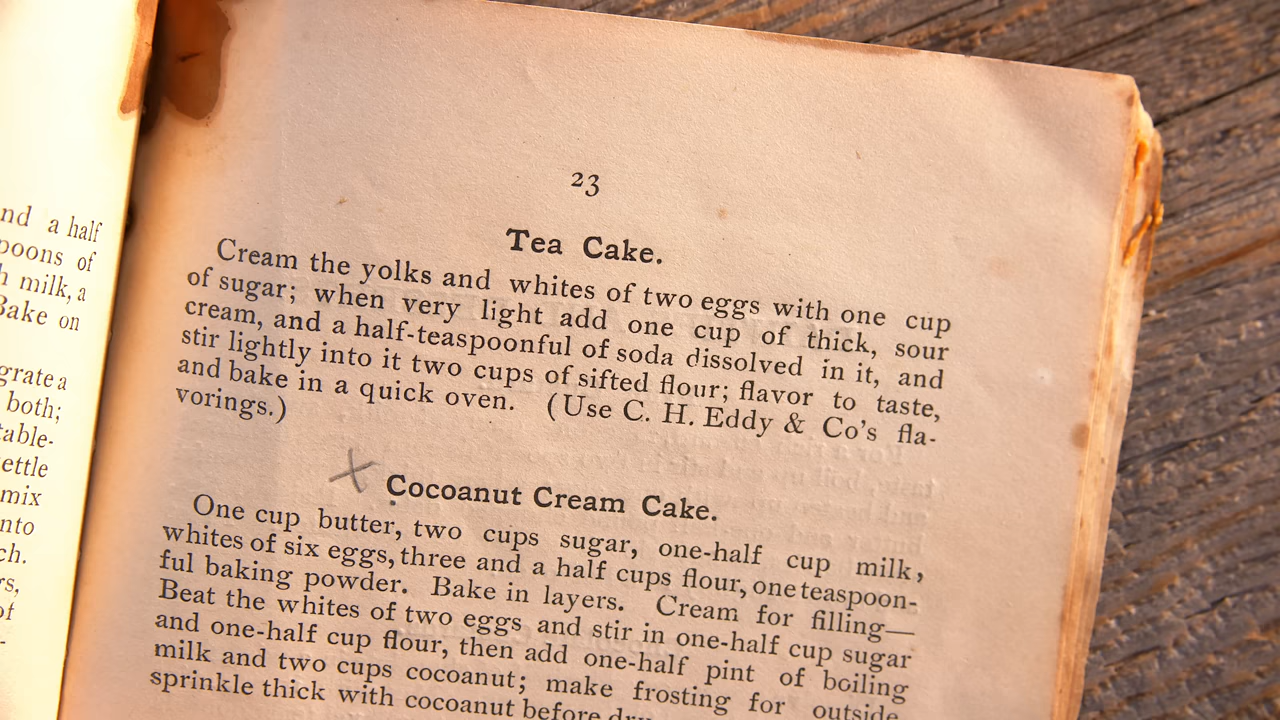 nd a half
poons of
milk, a
Bake on
grate a
both;
table-
ettle
mix
nto
ch.
of
23
Tea Cake.
Cream the yolks and whites of two eggs with one cup
of sugar; when very light add one cup of thick, sour
cream, and a half-teaspoonful of soda dissolved in it, and
stir lightly into it two cups of sifted flour; flavor to taste,
and bake in a quick oven. (Use C. H. Eddy & Co's fla-
vorings.)
Cocoanut Cream Cake.
One cup butter, two cups sugar, one-half cup milk,
whites of six eggs, three and a half cups flour, one teaspoon-
ful baking powder. Bake in layers. Cream for filling—
Beat the whites of two eggs and stir in one-half cup sugar
and one-half cup flour, then add one-half pint of boiling
milk and two cups cocoanut; make frosting for outside
sprinkle thick with cocoanut before